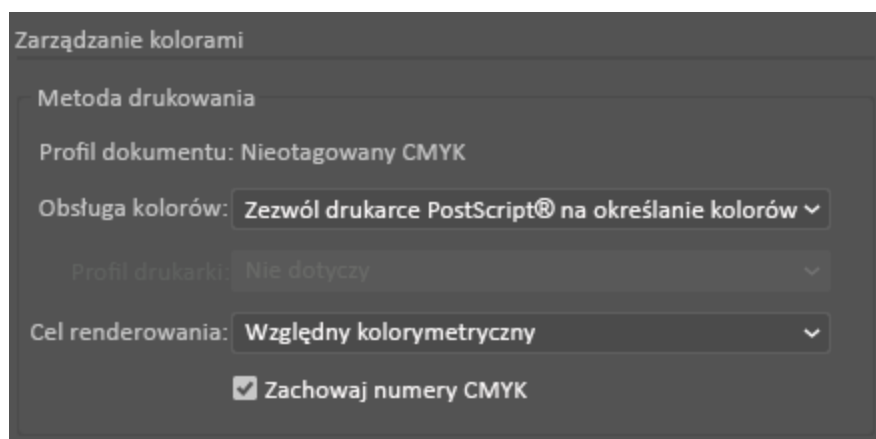 Zarządzanie kolorami
Metoda drukowania
Profil dokumentu: Nieotagowany CMYK
Obsługa kolorów: Zezwól drukarce PostScript® na określanie kolorów
Profil drukarki: Nie dotyczy
Cel renderowania: Względny kolorymetryczny
Zachowaj numery CMYK